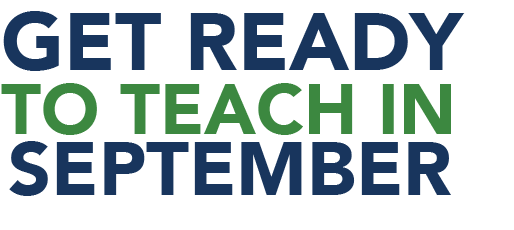 GET READY
TO TEACH IN
SEPTEMBER